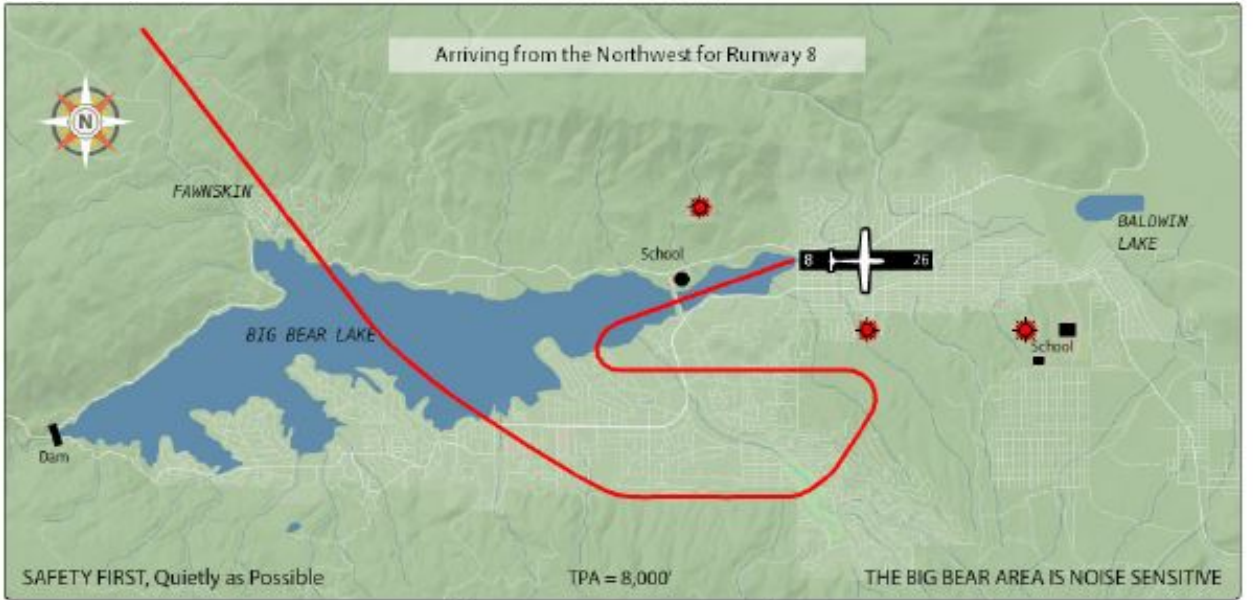 Arriving from the Northwest for Runway 8
N
FAWNSKIN
BALDWIN
LAKE
School
8
26
BIG BEAR LAKE
School
Dam
SAFETY FIRST, Quietly as Possible
TPA = 8,000'
THE BIG BEAR AREA IS NOISE SENSITIVE